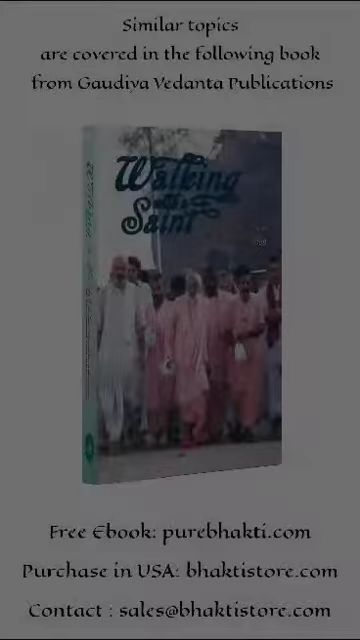 Similar topics
are covered in the following book
from Gaudiya Vedanta Publications
Walking
with a
Saint
Free Ebook: purebhakti.com
Purchase in USA: bhaktistore.com
Contact : sales@bhaktistore.com